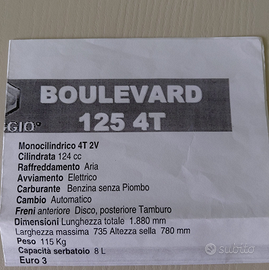 BOULEVARD
125 4T
GGIO®
Monocilindrico 4T 2V
Cilindrata 124 cc
Raffreddamento Aria
Avviamento Elettrico
Carburante Benzina senza Piombo
Cambio Automatico
Freni anteriore Disco, posteriore Tamburo
Dimensioni Lunghezza totale 1.880 mm
Larghezza massima 735 Altezza sella 780 mm
Peso 115 Kg
Capacità serbatoio 8 L
Euro 3
SUBITO